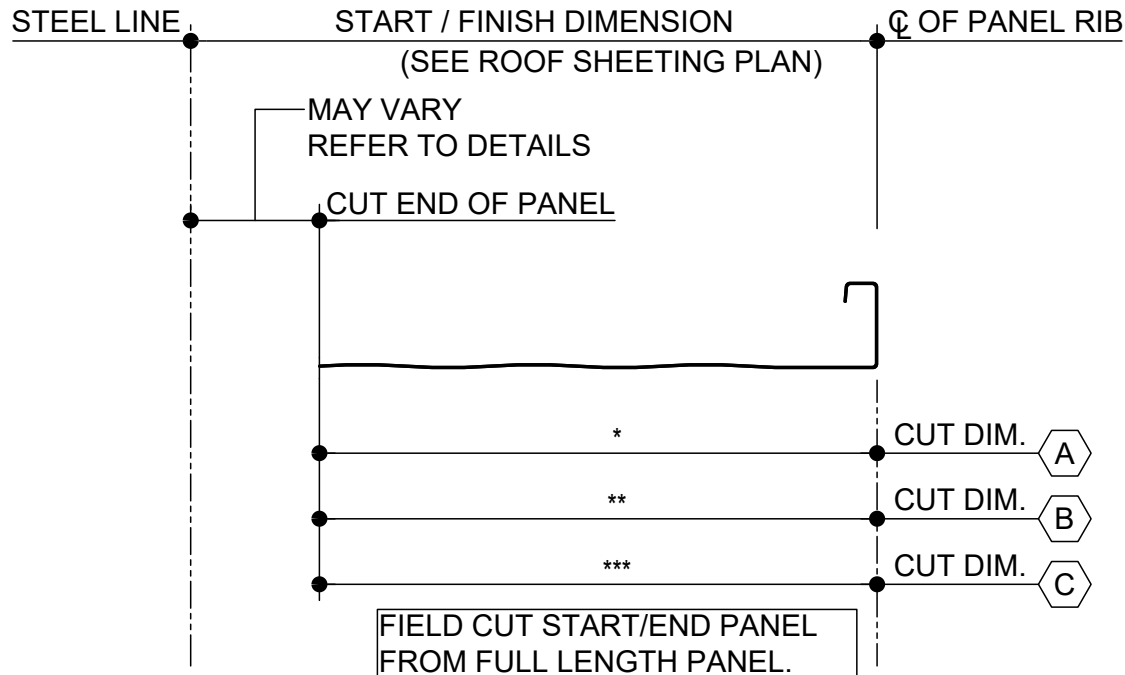 STEEL LINE
START / FINISH DIMENSION
℄ OF PANEL RIB
(SEE ROOF SHEETING PLAN)
MAY VARY
REFER TO DETAILS
CUT END OF PANEL
* CUT DIM. A
** CUT DIM. B
*** CUT DIM. C
FIELD CUT START/END PANEL
FROM FULL LENGTH PANEL.